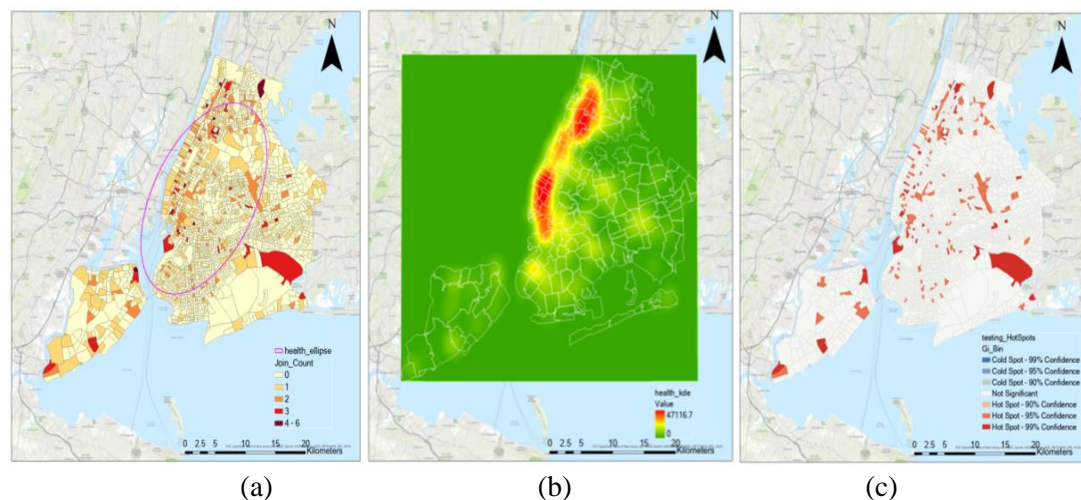 N
health_ellipse
Join_Count
0
1
2
3
4 - 6
0 2.5 5 10 15 20
Kilometers
N
health_kde
Value
47116.7
0
0 2.5 5 10 15 20
Kilometers
N
testing_HotSpots
Gi_Bin
Cold Spot - 99% Confidence
Cold Spot - 95% Confidence
Cold Spot - 90% Confidence
Not Significant
Hot Spot - 90% Confidence
Hot Spot - 95% Confidence
Hot Spot - 99% Confidence
0 2.5 5 10 15 20
Kilometers
(a) (b) (c)